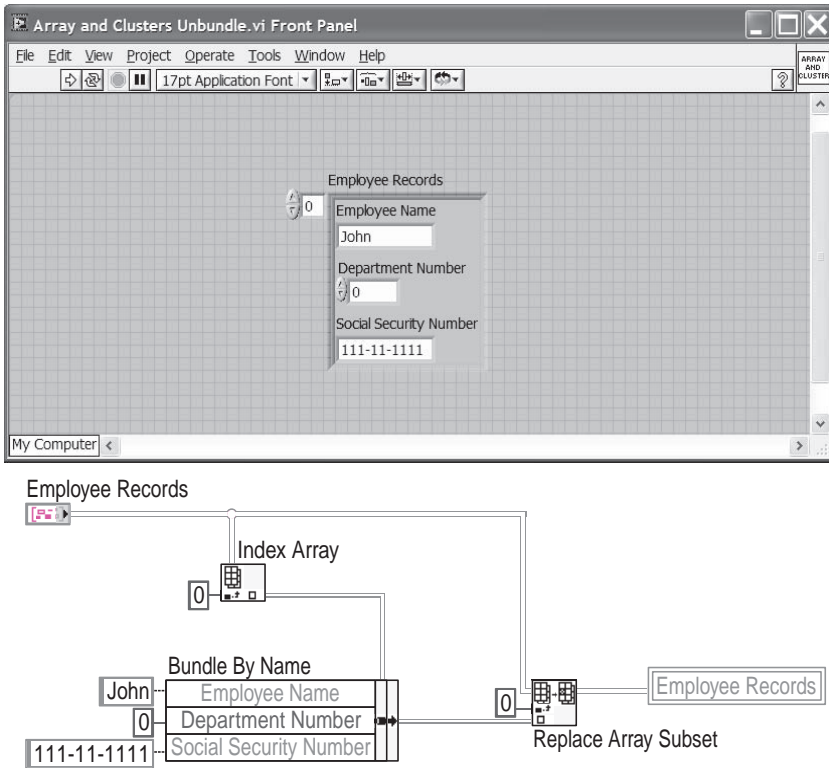 Array and Clusters Unbundle.vi Front Panel
File Edit View Project Operate Tools Window Help
17pt Application Font
?
ARRAY
AND
CLUSTER
Employee Records
0
Employee Name
John
Department Number
0
Social Security Number
111-11-1111
My Computer
Employee Records
Index Array
0
Bundle By Name
John
Employee Name
0
Department Number
111-11-1111
Social Security Number
0
Replace Array Subset
Employee Records